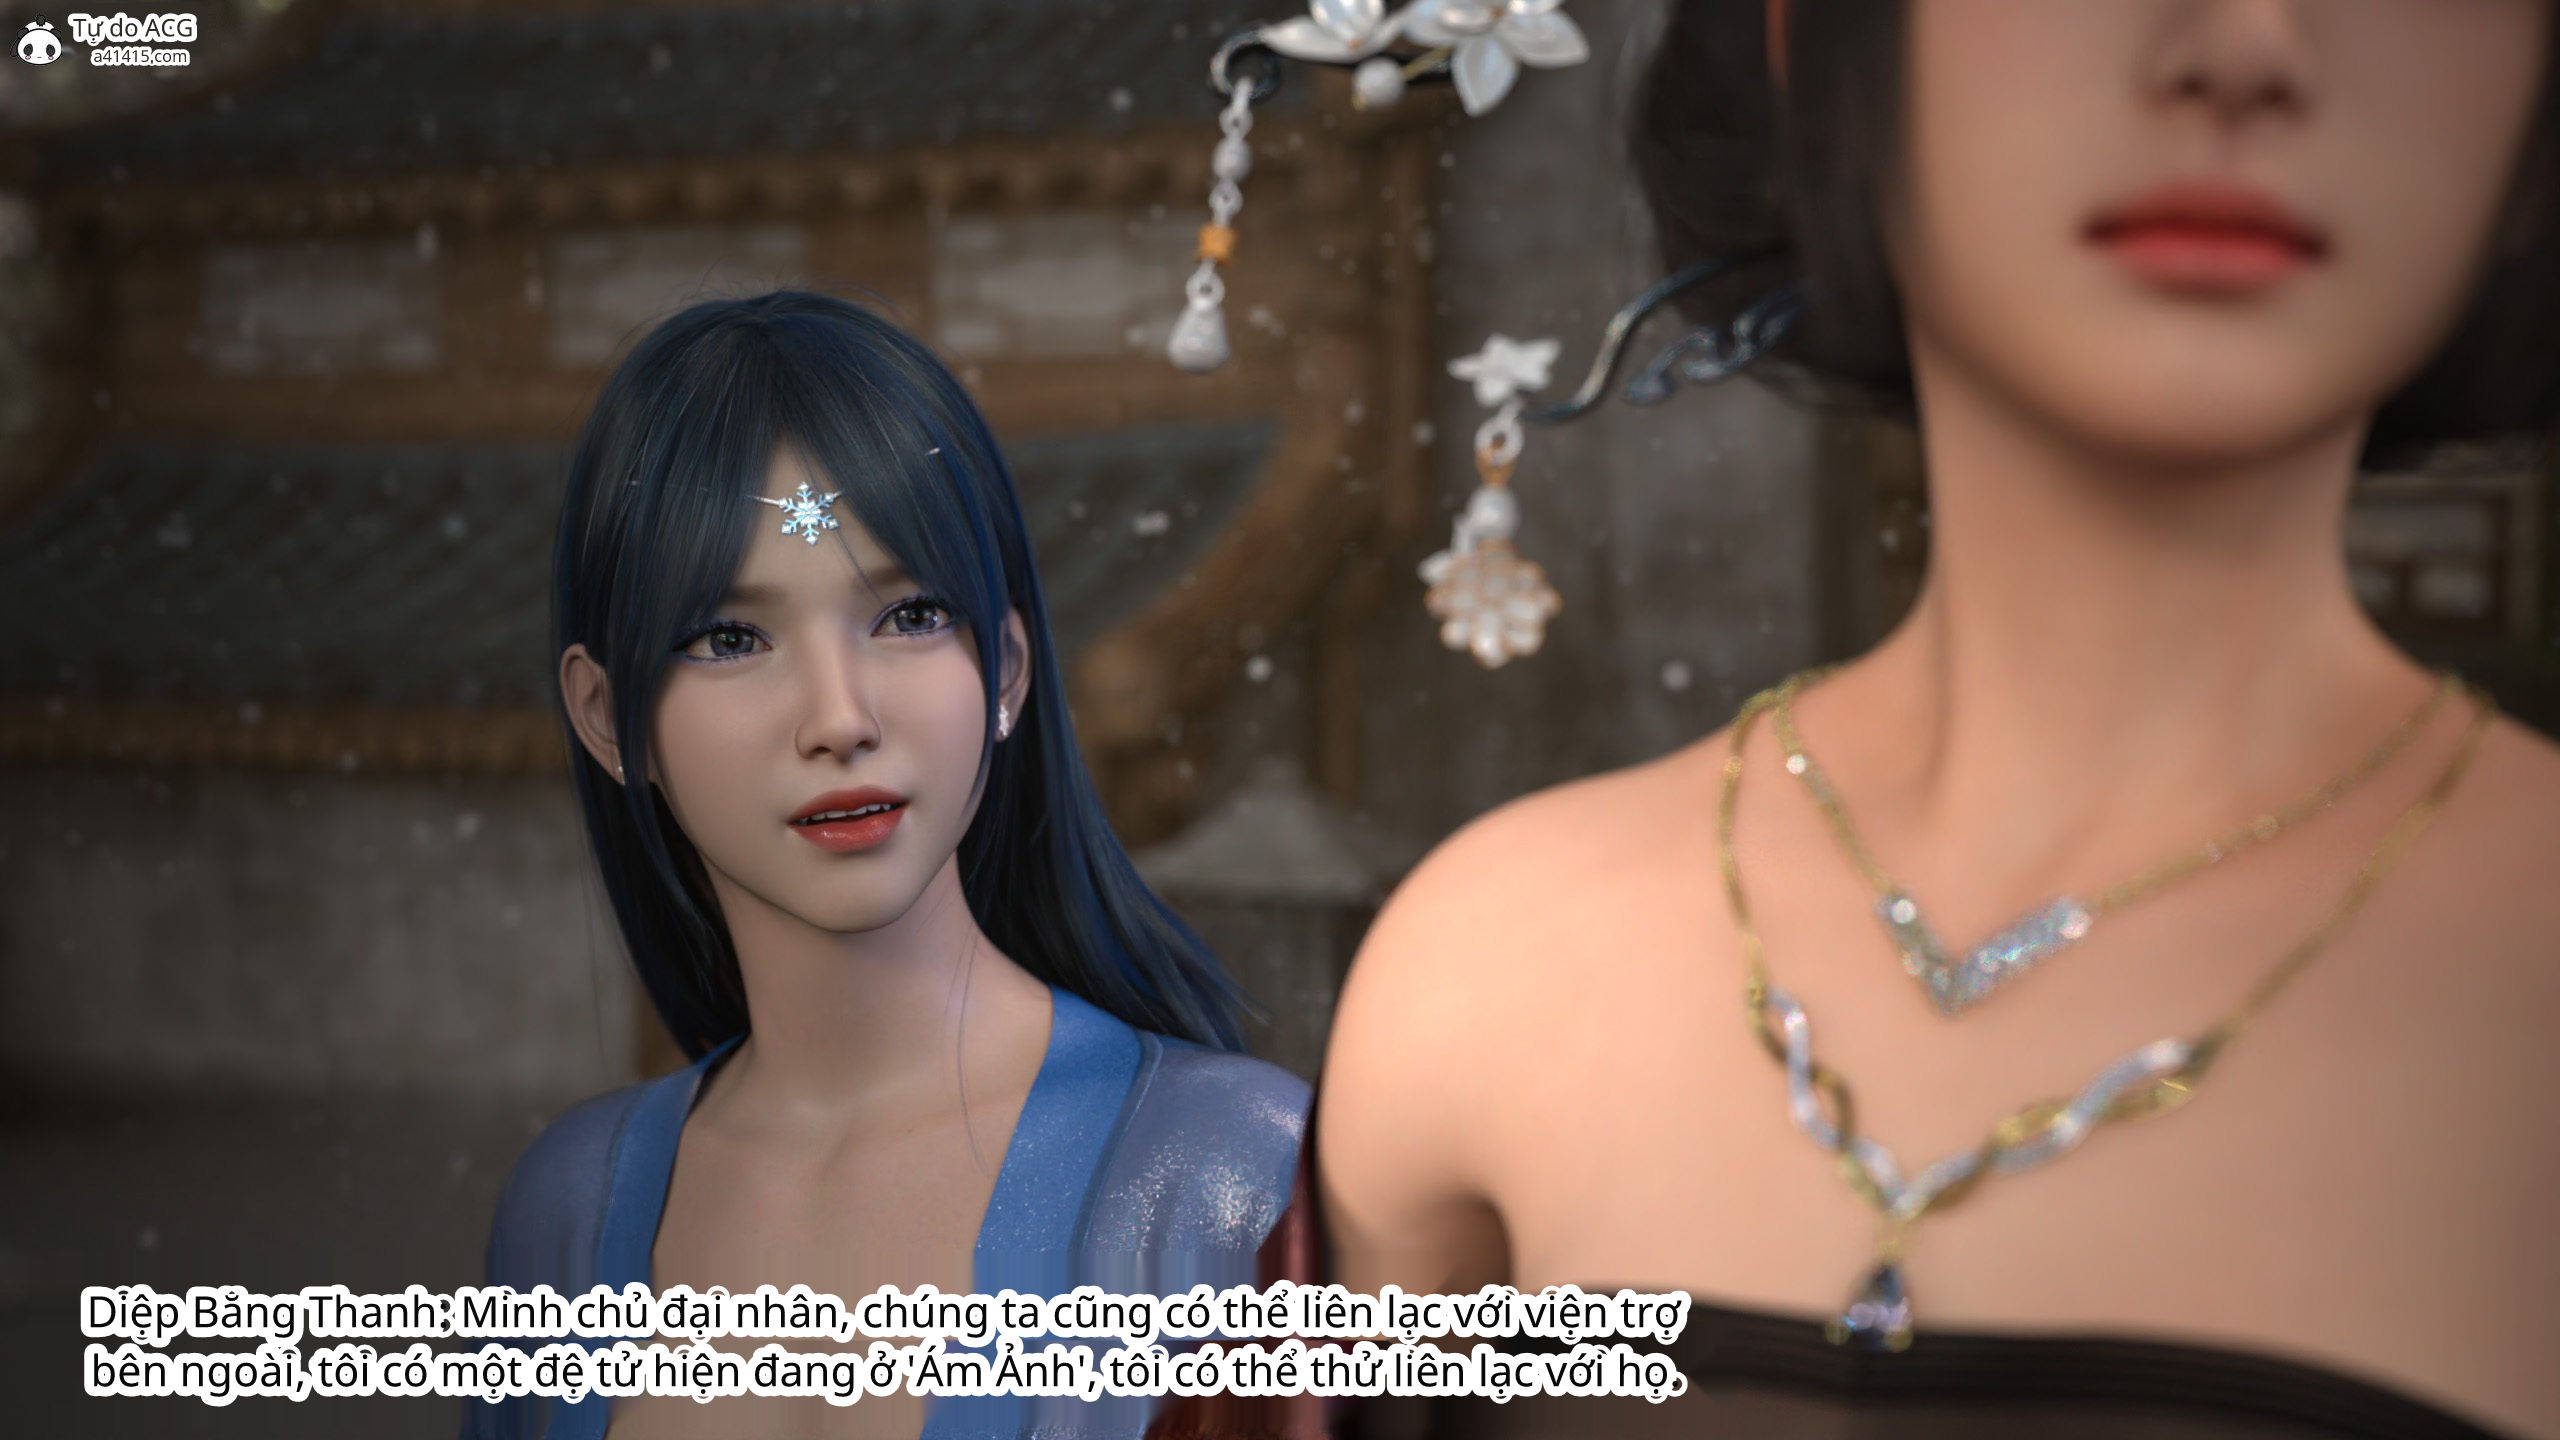 Tự do ACG
a41415.com
Diệp Bằng Thanh: Minh chủ đại nhân, chúng ta cũng có thể liên lạc với viện trợ
bên ngoài, tôi có một đệ tử hiện đang ở 'Ám Ảnh', tôi có thể thử liên lạc với họ.